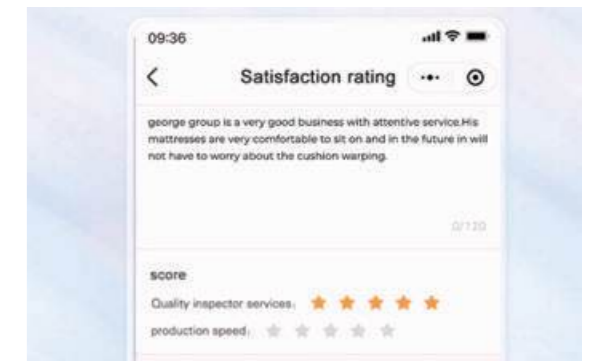 09:36
Satisfaction rating
george group is a very good business with attentive service.His
mattresses are very comfortable to sit on and in the future in will
not have to worry about the cushion warping.
0/120
score
Quality inspector services:
production speed: